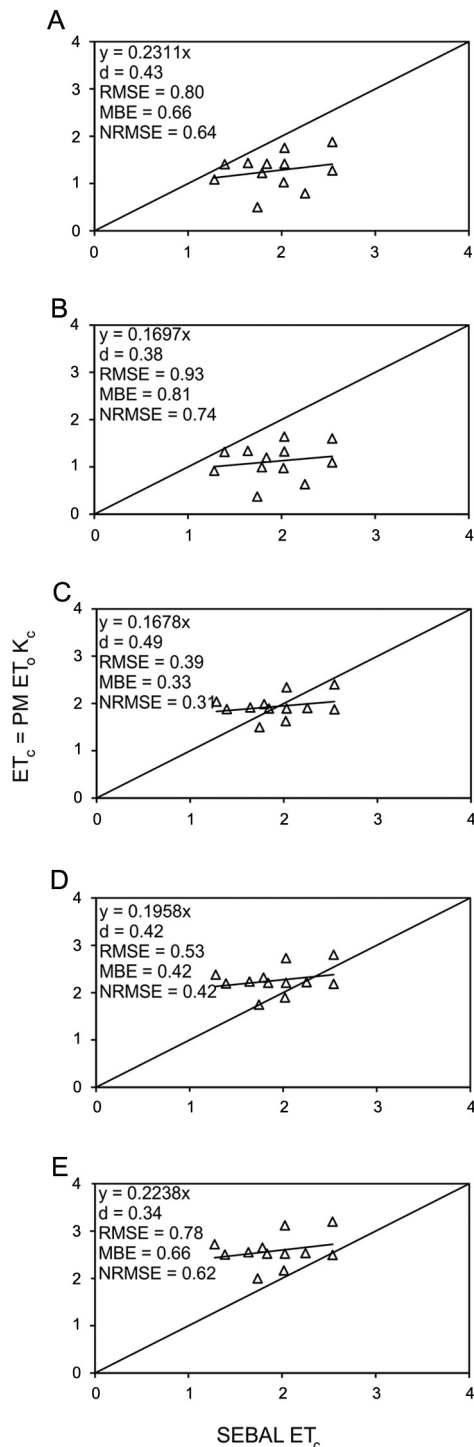 A
4
3
2
1
0
y = 0.2311x
d = 0.43
RMSE = 0.80
MBE = 0.66
NRMSE = 0.64
0 1 2 3 4
B
4
3
2
1
0
y = 0.1697x
d = 0.38
RMSE = 0.93
MBE = 0.81
NRMSE = 0.74
0 1 2 3 4
C
4
3
2
1
0
y = 0.1678x
d = 0.49
RMSE = 0.39
MBE = 0.33
NRMSE = 0.31
0 1 2 3 4
ETc = PM ETo Kc
D
4
3
2
1
0
y = 0.1958x
d = 0.42
RMSE = 0.53
MBE = 0.42
NRMSE = 0.42
0 1 2 3 4
E
4
3
2
1
0
y = 0.2238x
d = 0.34
RMSE = 0.78
MBE = 0.66
NRMSE = 0.62
0 1 2 3 4
SEBAL ETc